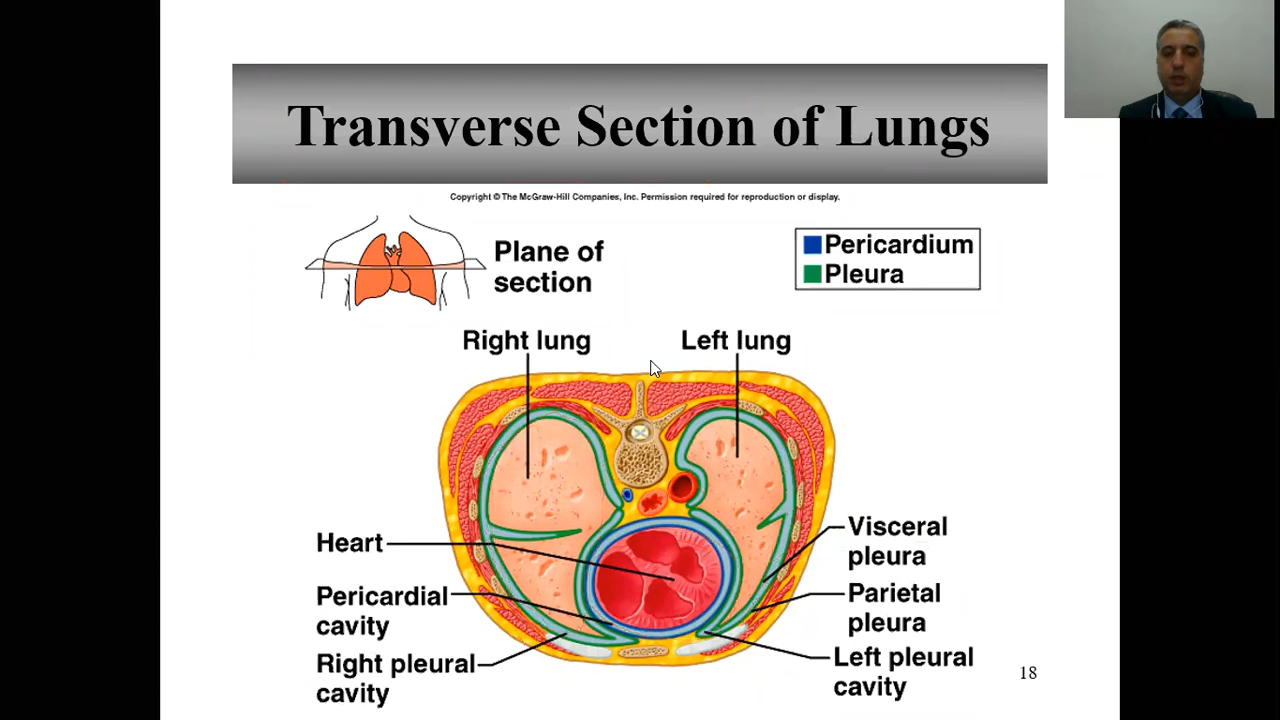 Transverse Section of Lungs
Copyright © The McGraw-Hill Companies, Inc. Permission required for reproduction or display.
Plane of
section
Pericardium
Pleura
Right lung
Left lung
Heart
Pericardial
cavity
Right pleural
cavity
Visceral
pleura
Parietal
pleura
Left pleural
cavity
18